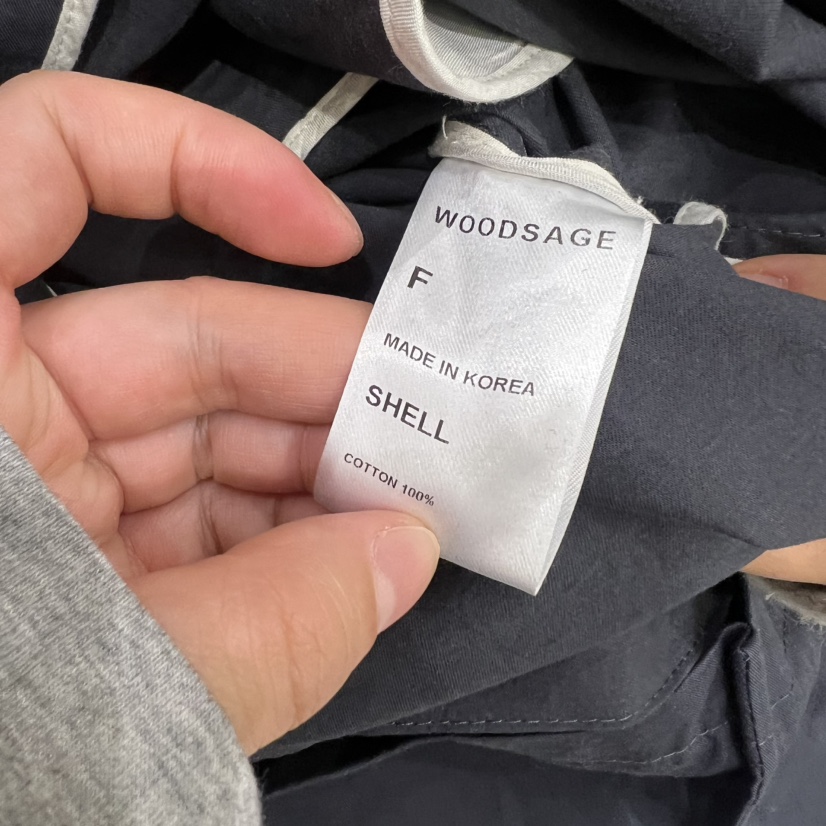 WOODSAGE
F
MADE IN KOREA
SHELL
COTTON 100%